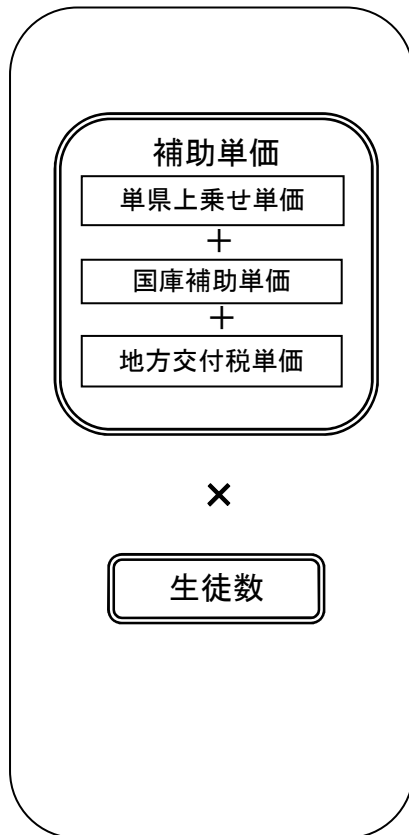 補助単価
単県上乗せ単価
＋
国庫補助単価
＋
地方交付税単価
×
生徒数